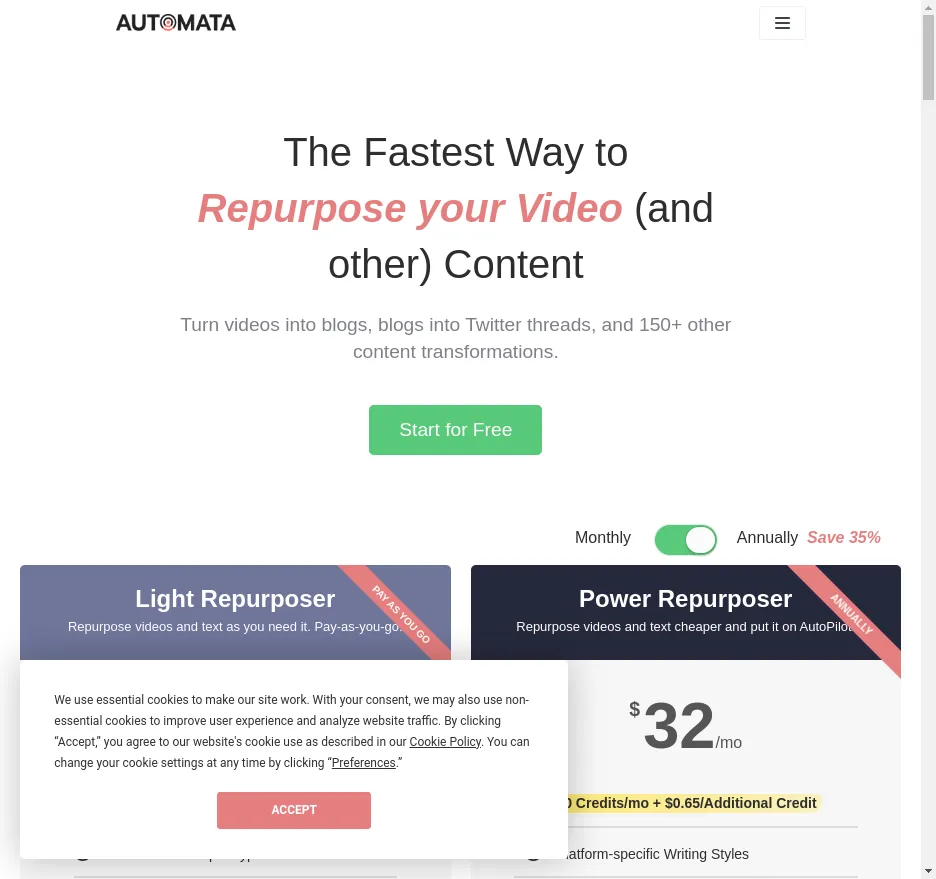 AUTOMATA
The Fastest Way to
Repurpose your Video (and
other) Content
Turn videos into blogs, blogs into Twitter threads, and 150+ other
content transformations.
Start for Free
Monthly
Annually Save 35%
Light Repurposer
Repurpose videos and text as you need it. Pay-as-you-go.
PAY AS YOU GO
Power Repurposer
Repurpose videos and text cheaper and put it on AutoPilot
ANNUALLY
We use essential cookies to make our site work. With your consent, we may also use non-
essential cookies to improve user experience and analyze website traffic. By clicking
“Accept,” you agree to our website's cookie use as described in our Cookie Policy. You can
change your cookie settings at any time by clicking “Preferences.”
ACCEPT
$32/mo
Credits/mo + $0.65/Additional Credit
latform-specific Writing Styles